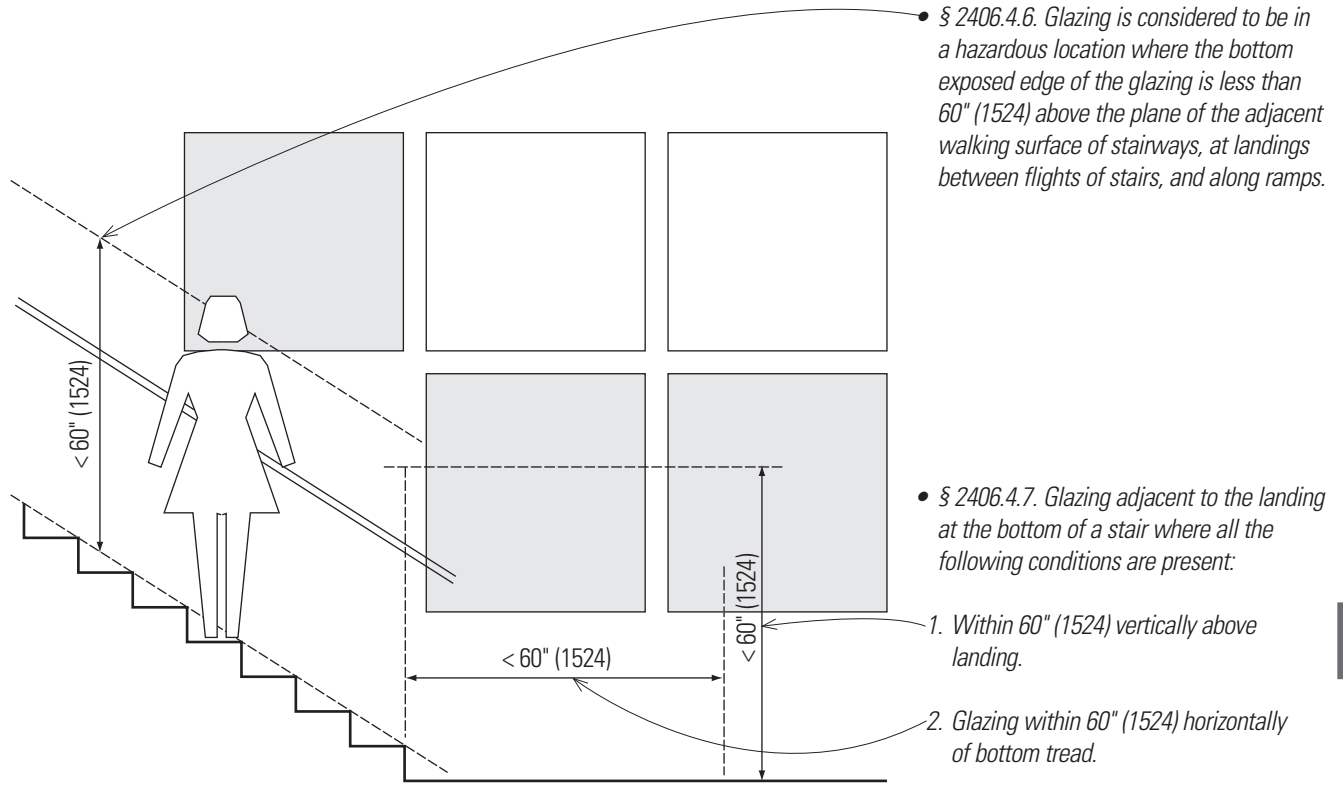 • § 2406.4.6. Glazing is considered to be in
a hazardous location where the bottom
exposed edge of the glazing is less than
60" (1524) above the plane of the adjacent
walking surface of stairways, at landings
between flights of stairs, and along ramps.
< 60" (1524)
• § 2406.4.7. Glazing adjacent to the landing
at the bottom of a stair where all the
following conditions are present:
< 60" (1524)
1. Within 60" (1524) vertically above
landing.
< 60" (1524)
2. Glazing within 60" (1524) horizontally
of bottom tread.